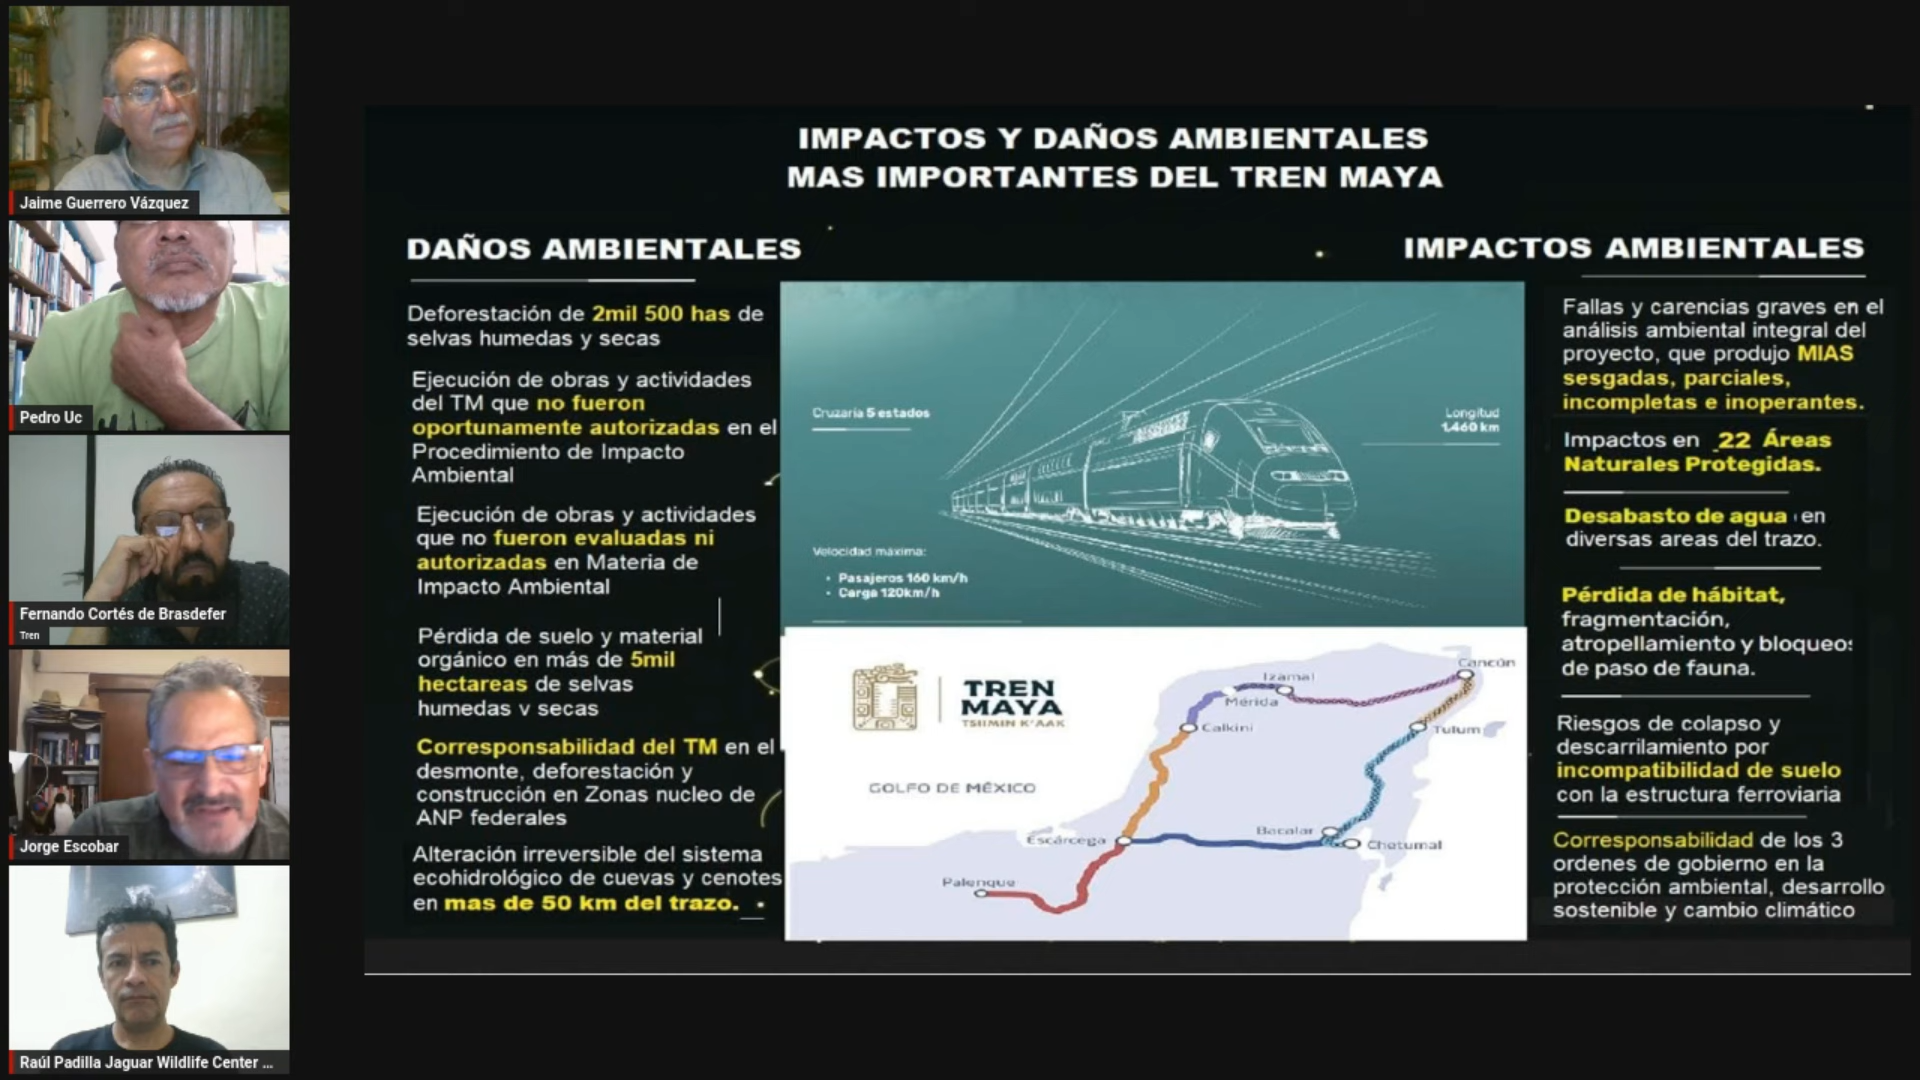 Jaime Guerrero Vázquez
Pedro Uc
Fernando Cortés de Brasdefer
Tren
Jorge Escobar
Raúl Padilla Jaguar Wildlife Center ...
IMPACTOS Y DAÑOS AMBIENTALES
MAS IMPORTANTES DEL TREN MAYA
DAÑOS AMBIENTALES
Deforestación de 2mil 500 has de
selvas humedas y secas
Ejecución de obras y actividades
del TM que no fueron
oportunamente autorizadas en el
Procedimiento de Impacto
Ambiental
Ejecución de obras y actividades
que no fueron evaluadas ni
autorizadas en Materia de
Impacto Ambiental
Pérdida de suelo y material
orgánico en más de 5mil
hectareas de selvas
humedas y secas
Corresponsabilidad del TM en el
desmonte, deforestación y
construcción en Zonas nucleo de
ANP federales
Alteración irreversible del sistema
ecohidrológico de cuevas y cenotes
en mas de 50 km del trazo.
Cruzaría 5 estados
Longitud
1,460 km
Velocidad máxima:
• Pasajeros 160 km/h
• Carga 120km/h
TREN
MAYA
TSIIMIN K'AAK
GOLFO DE MÉXICO
Cancún
Izamal
Mérida
Calkiní
Tulum
Bacalar
Escárcega
Chetumal
Palenque
IMPACTOS AMBIENTALES
Fallas y carencias graves en el
análisis ambiental integral del
proyecto, que produjo MIAS
sesgadas, parciales,
incompletas e inoperantes.
Impactos en 22 Áreas
Naturales Protegidas.
Desabasto de agua en
diversas areas del trazo.
Pérdida de hábitat,
fragmentación,
atropellamiento y bloqueos
de paso de fauna.
Riesgos de colapso y
descarrilamiento por
incompatibilidad de suelo
con la estructura ferroviaria
Corresponsabilidad de los 3
ordenes de gobierno en la
protección ambiental, desarrollo
sostenible y cambio climático